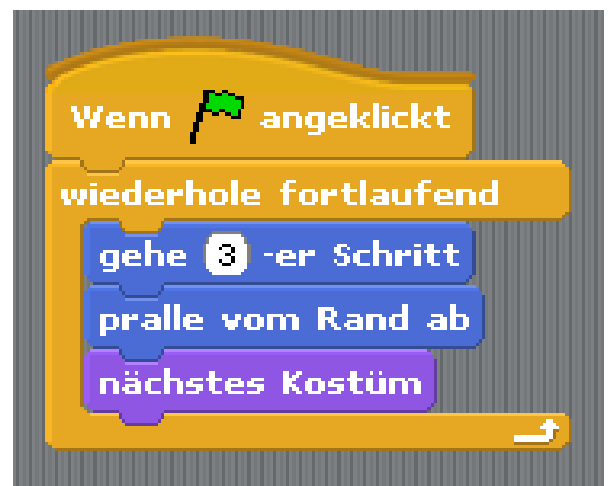 Wenn angeklickt
wiederhole fortlaufend
gehe 3 -er Schritt
pralle vom Rand ab
nächstes Kostüm